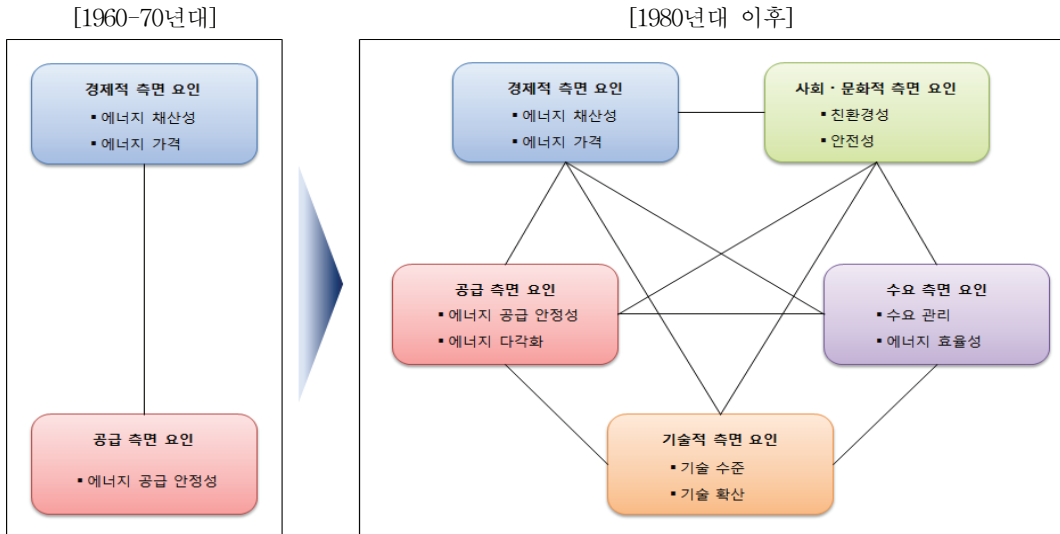 [1960-70년대]
경제적 측면 요인
▪ 에너지 채산성
▪ 에너지 가격
공급 측면 요인
▪ 에너지 공급 안정성
[1980년대 이후]
경제적 측면 요인
▪ 에너지 채산성
▪ 에너지 가격
사회 · 문화적 측면 요인
▪ 친환경성
▪ 안전성
공급 측면 요인
▪ 에너지 공급 안정성
▪ 에너지 다각화
수요 측면 요인
▪ 수요 관리
▪ 에너지 효율성
기술적 측면 요인
▪ 기술 수준
▪ 기술 확산